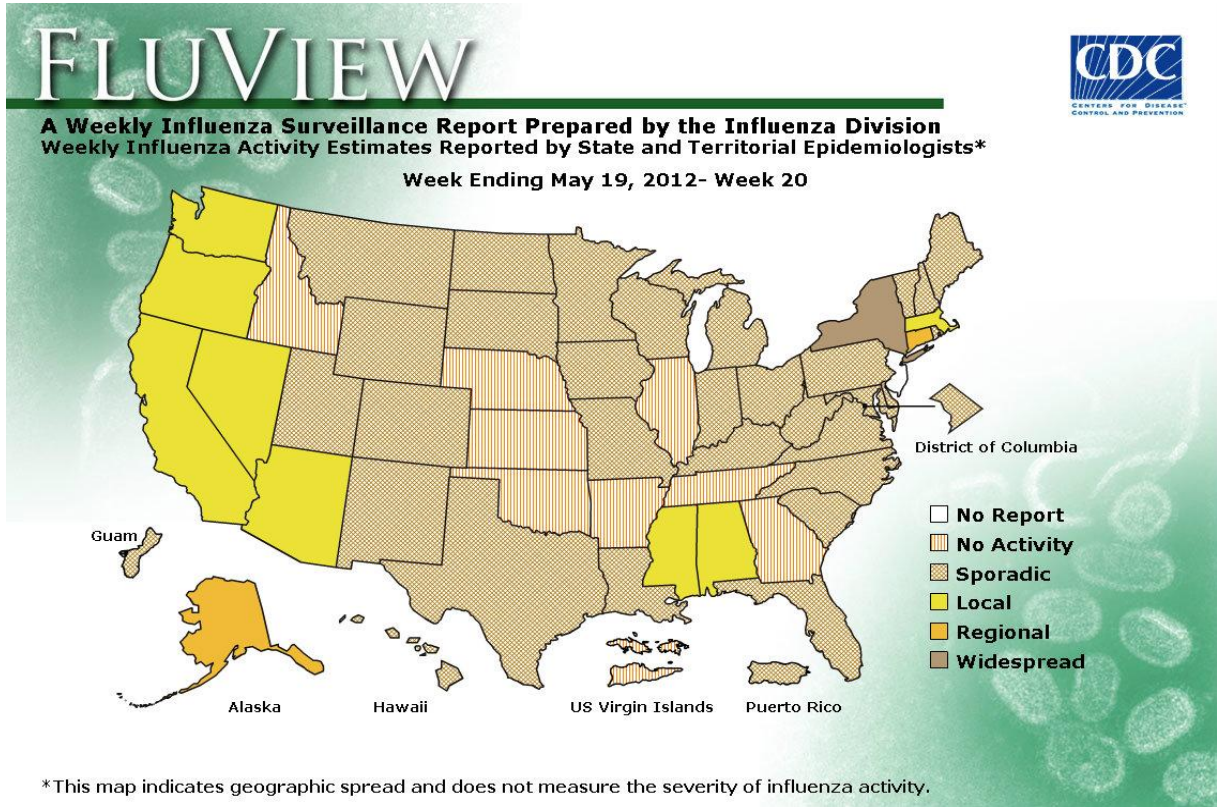 FLUVIEW
CDC
CENTERS FOR DISEASE™
CONTROL AND PREVENTION
A Weekly Influenza Surveillance Report Prepared by the Influenza Division
Weekly Influenza Activity Estimates Reported by State and Territorial Epidemiologists*
Week Ending May 19, 2012- Week 20
District of Columbia
No Report
Guam
No Activity
Sporadic
Local
Regional
Widespread
Alaska
Hawaii
US Virgin Islands
Puerto Rico
*This map indicates geographic spread and does not measure the severity of influenza activity.